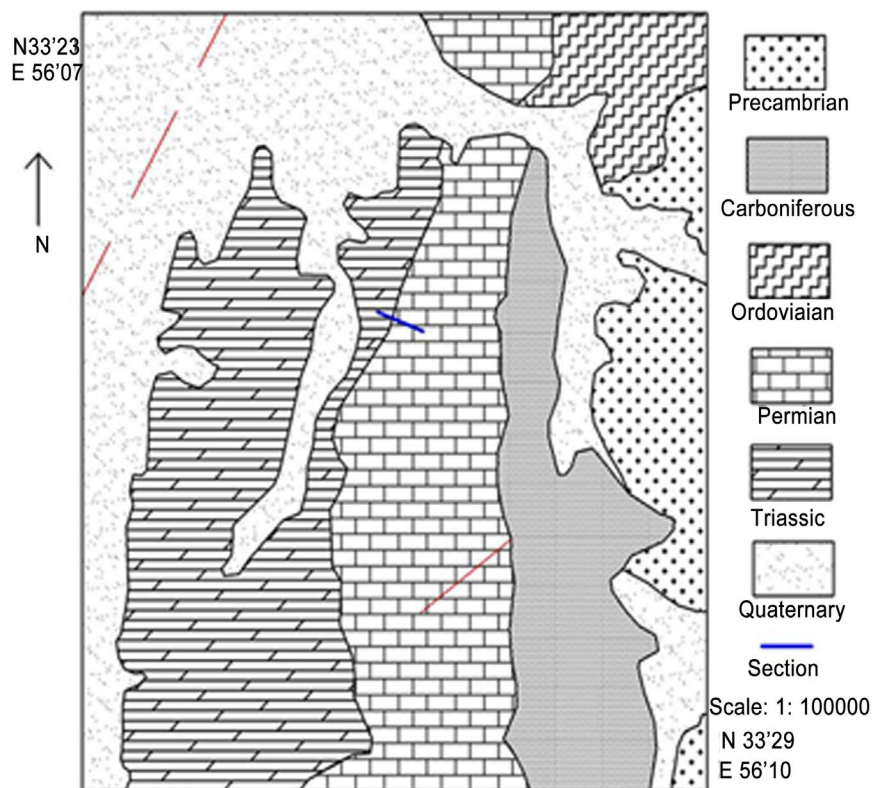 N33'23
E 56'07
N
Precambrian
Carboniferous
Ordoviaian
Permian
Triassic
Quaternary
Section
Scale: 1: 100000
N 33'29
E 56'10